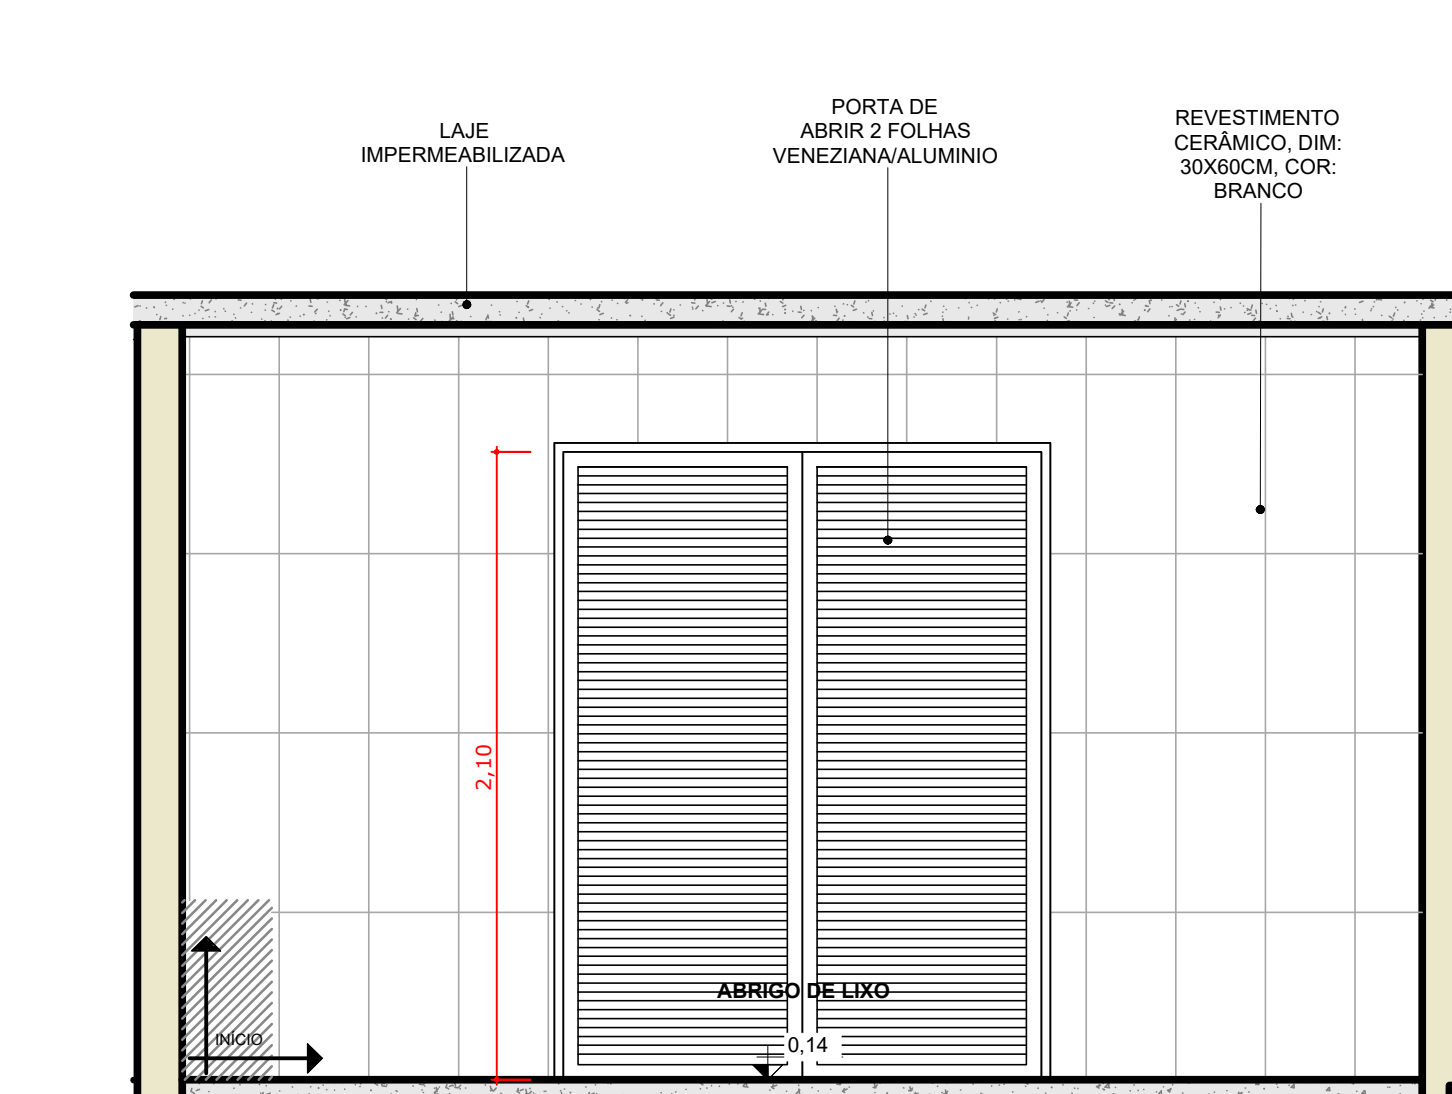 LAJE
IMPERMEABILIZADA
PORTA DE
ABRIR 2 FOLHAS
VENEZIANA/ALUMINIO
REVESTIMENTO
CERÂMICO, DIM:
30X60CM, COR:
BRANCO
2,10
ABRIGO DE LIXO
INÍCIO
0,14